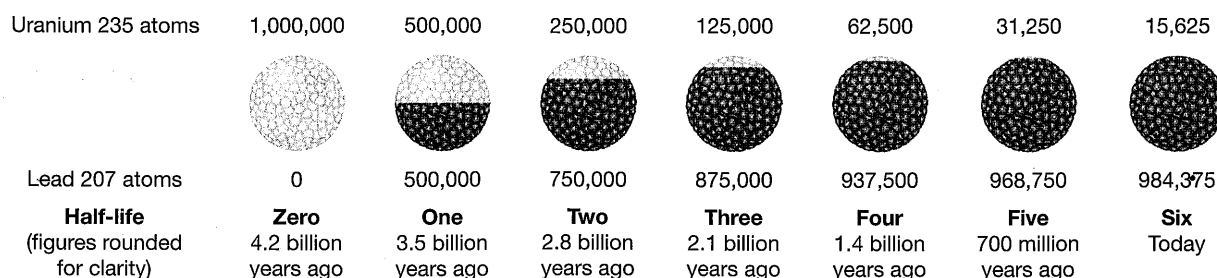 Uranium 235 atoms 1,000,000 500,000 250,000 125,000 62,500 31,250 15,625
Lead 207 atoms 0 500,000 750,000 875,000 937,500 968,750 984,375
Half-life Zero One Two Three Four Five Six
(figures rounded 4.2 billion 3.5 billion 2.8 billion 2.1 billion 1.4 billion 700 million Today
for clarity) years ago years ago years ago years ago years ago years ago